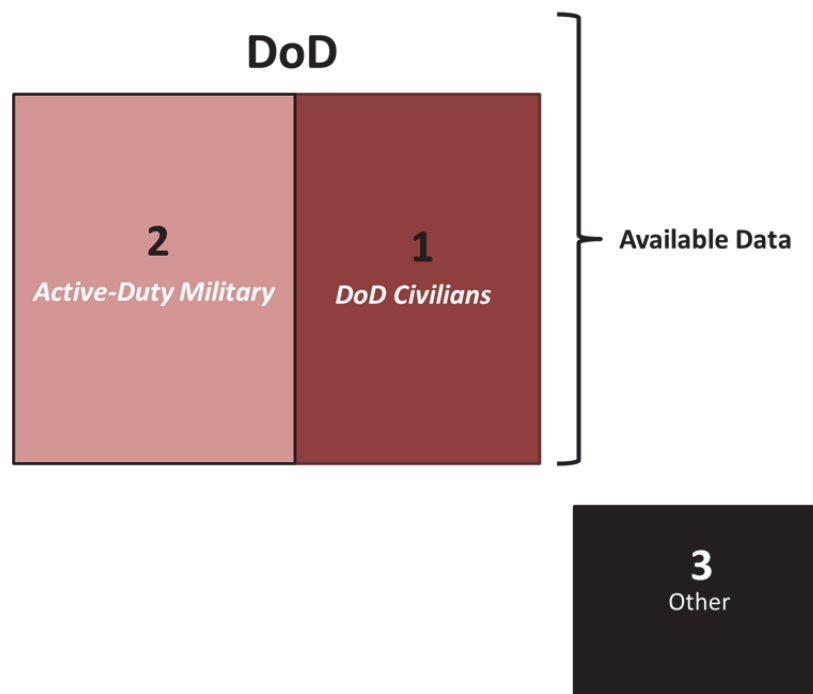 DoD
2
Active-Duty Military
1
DoD Civilians
Available Data
3
Other